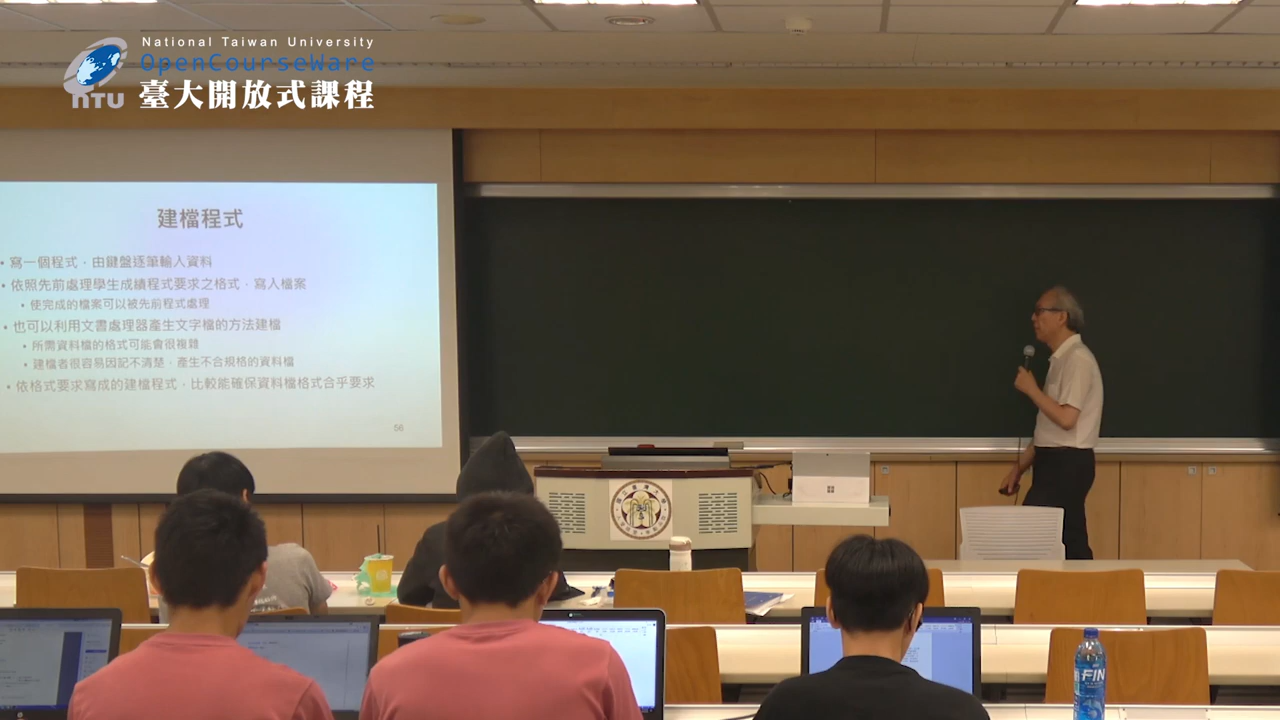 National Taiwan University
OpenCourseWare
NTU 臺大開放式課程
建檔程式
• 寫一個程式，由鍵盤逐筆輸入資料
• 依照先前處理學生成績程式要求之格式，寫入檔案
• 使完成的檔案可以被先前程式處理
• 也可以利用文書處理器產生文字檔的方法建檔
• 所需資料檔的格式可能會很複雜
• 建檔者很容易因記不清楚，產生不合規格的資料檔
• 依格式要求寫成的建檔程式，比較能確保資料檔格式合乎要求
56
FIN